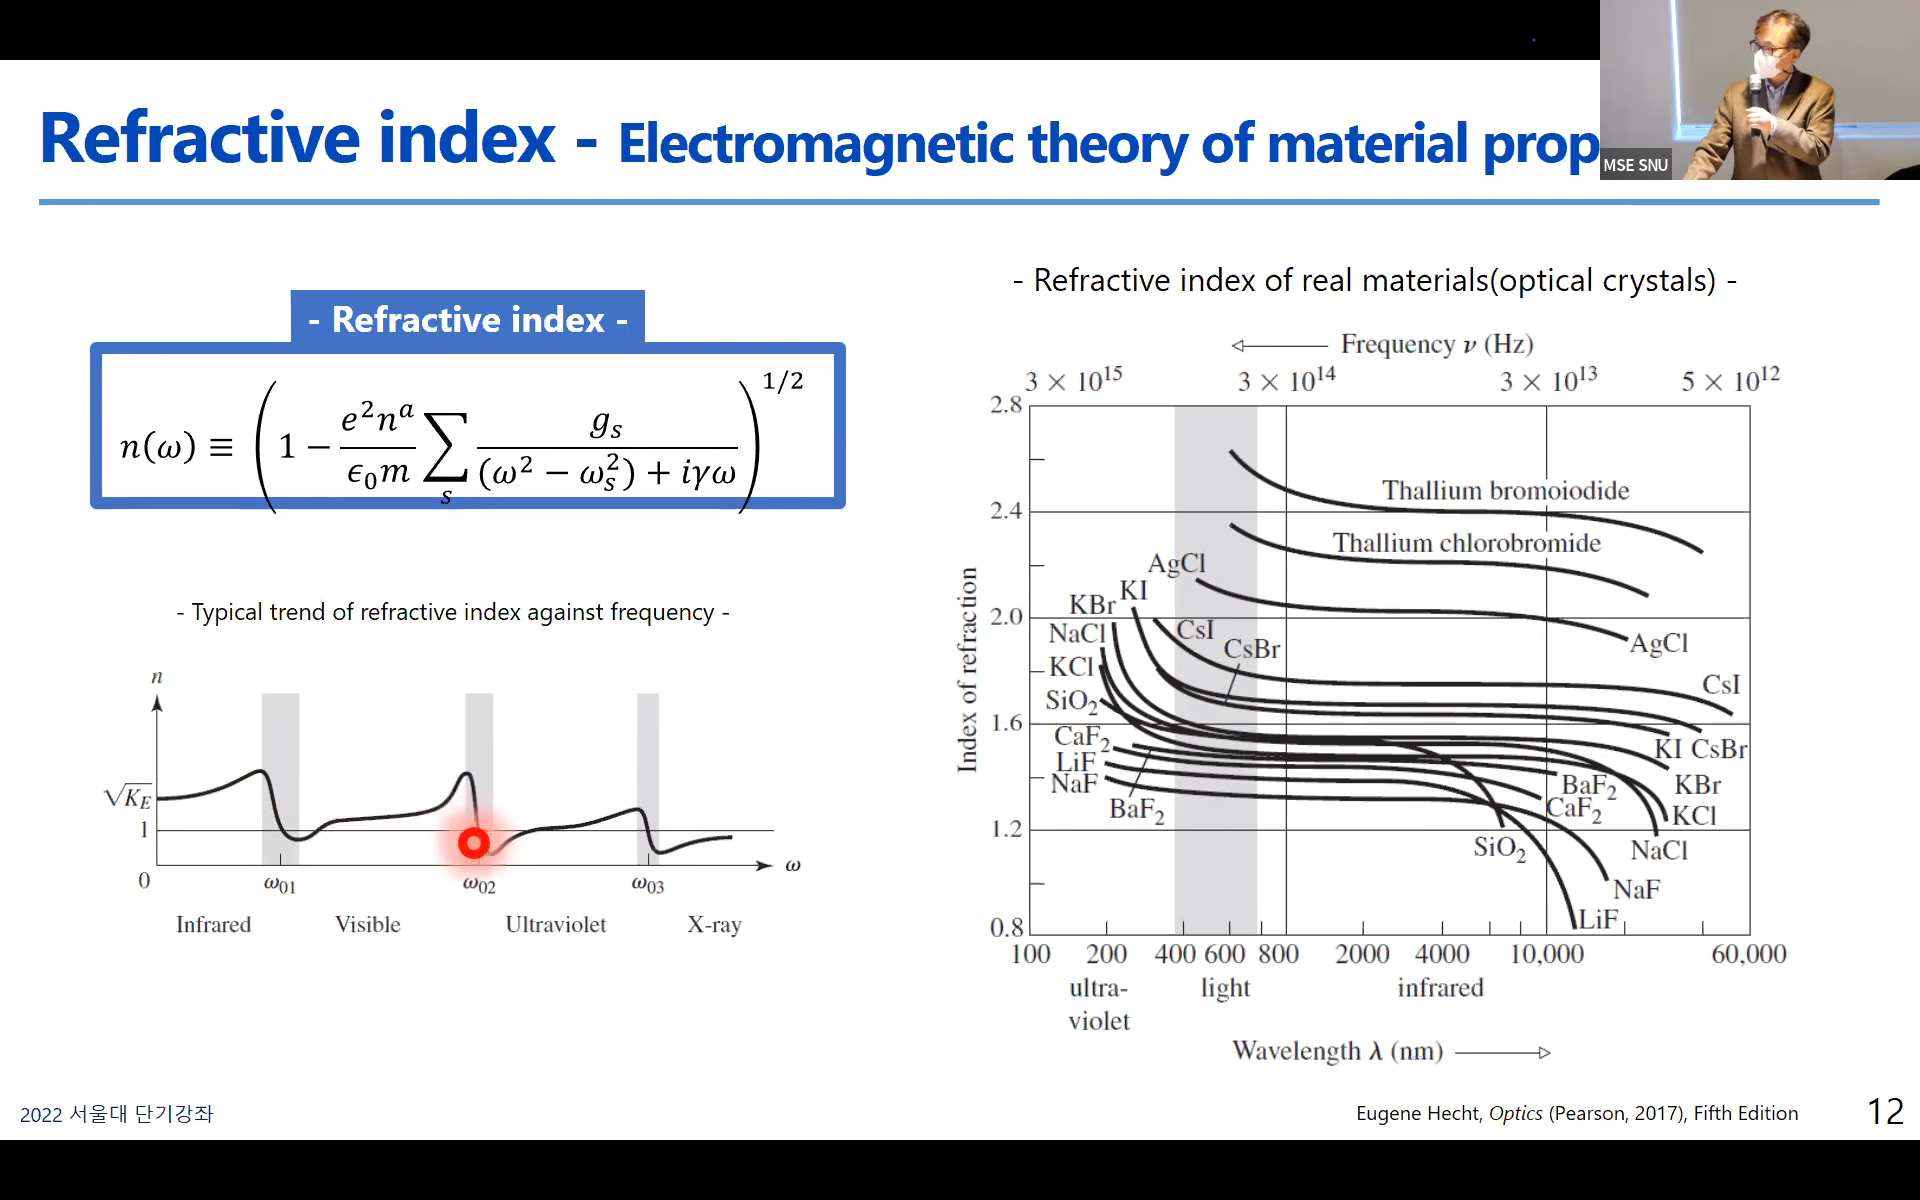 Refractive index - Electromagnetic theory of material prop
MSE SNU
- Refractive index -
n(ω) ≡ (1 − e²nᵃ/ϵ₀m ∑ₛ gₛ/((ω² − ωₛ²) + iγω))^1/2
- Typical trend of refractive index against frequency -
n
√K_E
1
0
ω₀₁
ω₀₂
ω₀₃
ω
Infrared
Visible
Ultraviolet
X-ray
- Refractive index of real materials(optical crystals) -
Frequency ν (Hz)
3 × 10¹⁵
3 × 10¹⁴
3 × 10¹³
5 × 10¹²
Index of refraction
2.8
2.4
2.0
1.6
1.2
0.8
Thallium bromoiodide
Thallium chlorobromide
AgCl
KI
KBr
NaCl
CsI
CsBr
KCl
SiO₂
CaF₂
LiF
NaF
BaF₂
AgCl
CsI
KI CsBr
BaF₂
KBr
CaF₂
KCl
SiO₂
NaCl
NaF
LiF
100 200 400 600 800 2000 4000 10,000 60,000
ultra-
violet
light
infrared
Wavelength λ (nm)
2022 서울대 단기강좌
Eugene Hecht, Optics (Pearson, 2017), Fifth Edition
12